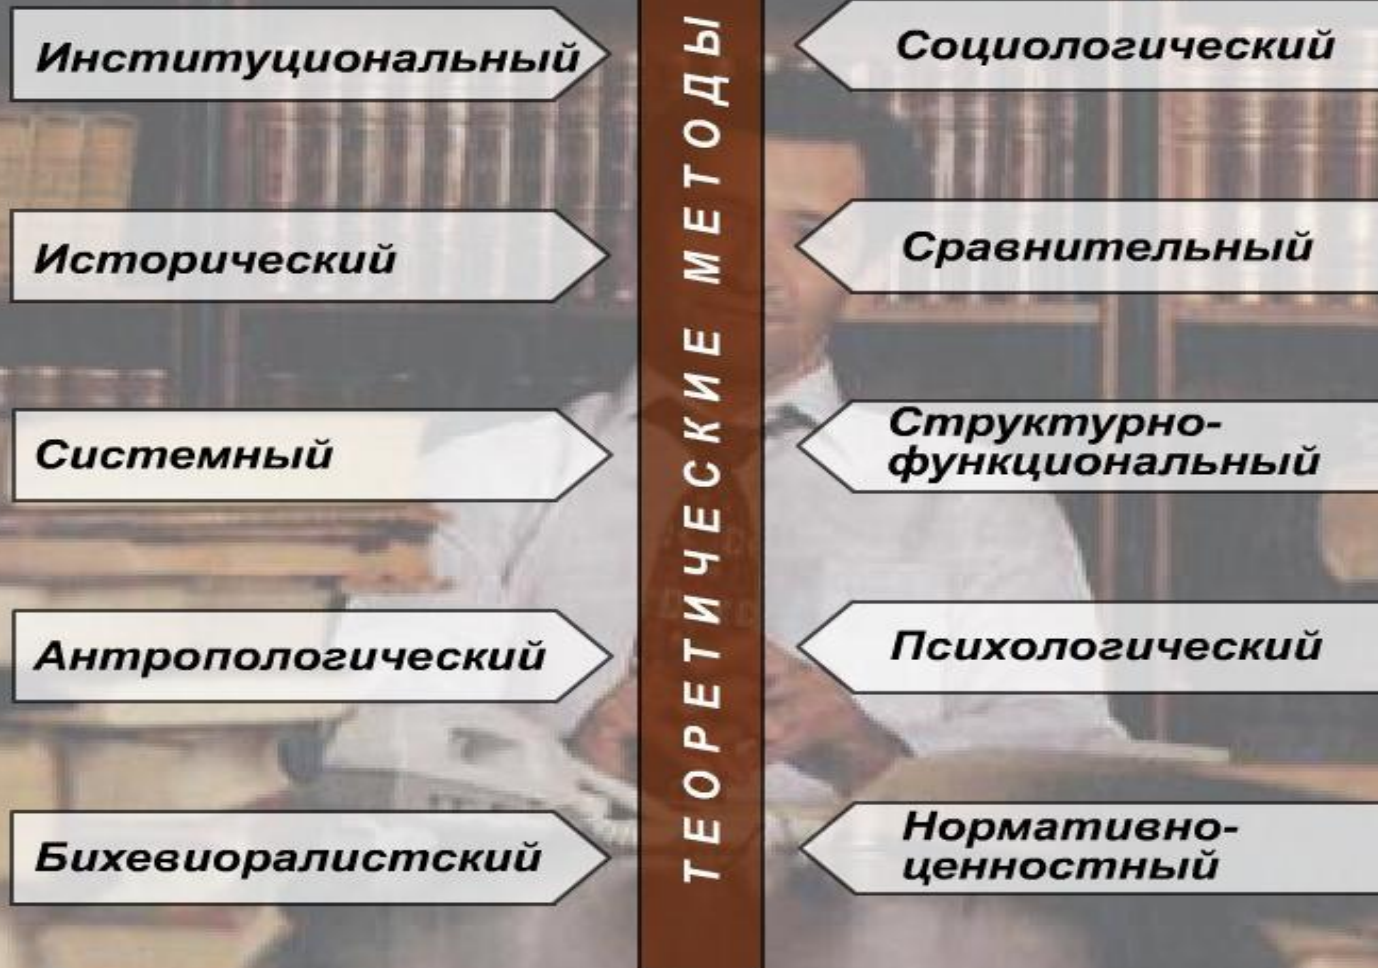 Институциональный
Исторический
Системный
Антропологический
Бихевиоралистский
ТЕОРЕТИЧЕСКИЕ МЕТОДЫ
Социологический
Сравнительный
Структурно-
функциональный
Психологический
Нормативно-
ценностный